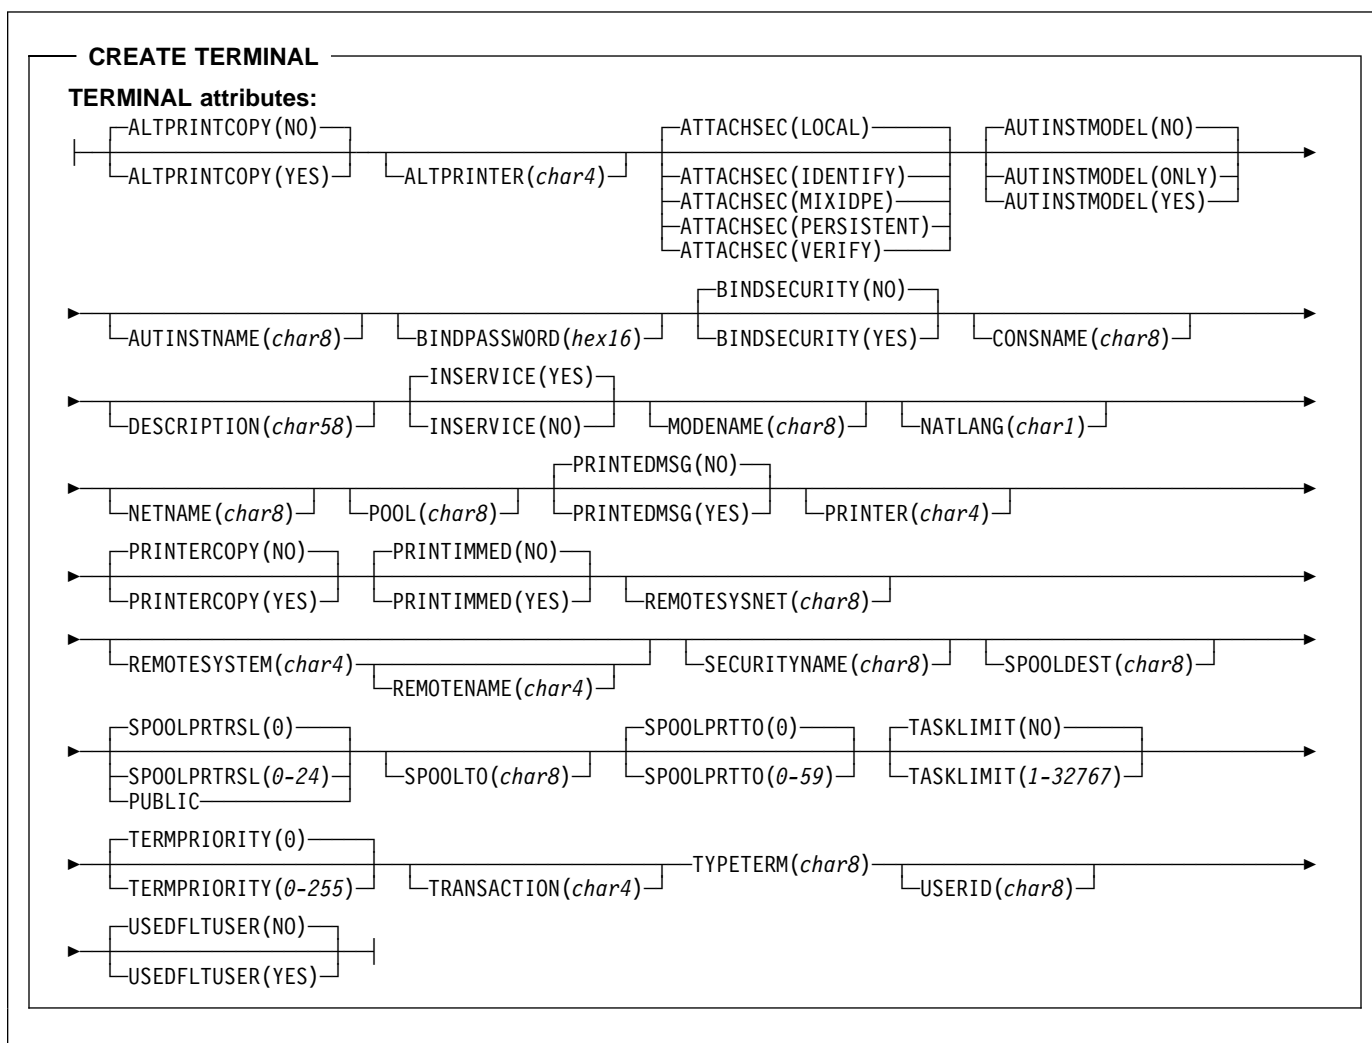 CREATE TERMINAL
TERMINAL attributes:
ALTPRINTCOPY(NO) ATTACHSEC(LOCAL) AUTINSTMODEL(NO)
ALTPRINTCOPY(YES) ALTPRINTER(char4) ATTACHSEC(IDENTIFY) AUTINSTMODEL(ONLY)
ATTACHSEC(MIXIDPE) AUTINSTMODEL(YES)
ATTACHSEC(PERSISTENT)
ATTACHSEC(VERIFY)
BINDSECURITY(NO)
AUTINSTNAME(char8) BINDPASSWORD(hex16) BINDSECURITY(YES) CONSNAME(char8)
INSERVICE(YES)
DESCRIPTION(char58) INSERVICE(NO) MODENAME(char8) NATLANG(char1)
PRINTEDMSG(NO)
NETNAME(char8) POOL(char8) PRINTEDMSG(YES) PRINTER(char4)
PRINTERCOPY(NO) PRINTIMMED(NO)
PRINTERCOPY(YES) PRINTIMMED(YES) REMOTESYSNET(char8)
REMOTESYSTEM(char4) SECURITYNAME(char8) SPOOLDEST(char8)
REMOTENAME(char4)
SPOOLPRTRSL(0) SPOOLPRTTO(0) TASKLIMIT(NO)
SPOOLPRTRSL(0-24) SPOOLTO(char8) SPOOLPRTTO(0-59) TASKLIMIT(1-32767)
PUBLIC
TERMPRIORITY(0)
TYPETERM(char8)
TERMPRIORITY(0-255) TRANSACTION(char4) USERID(char8)
USEDFLTUSER(NO)
USEDFLTUSER(YES)